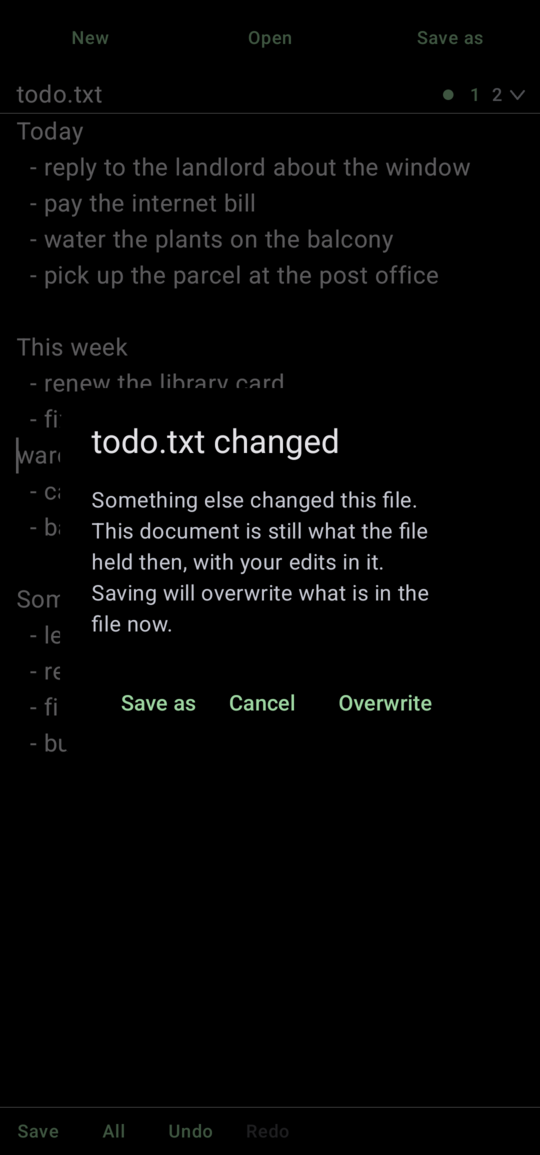 New Open Save as
todo.txt 1 2
Today
- reply to the landlord about the window
- pay the internet bill
- water the plants on the balcony
- pick up the parcel at the post office
This week
- renew the library card
todo.txt changed
Something else changed this file.
This document is still what the file
held then, with your edits in it.
Saving will overwrite what is in the
file now.
Save as Cancel Overwrite
Save All Undo Redo